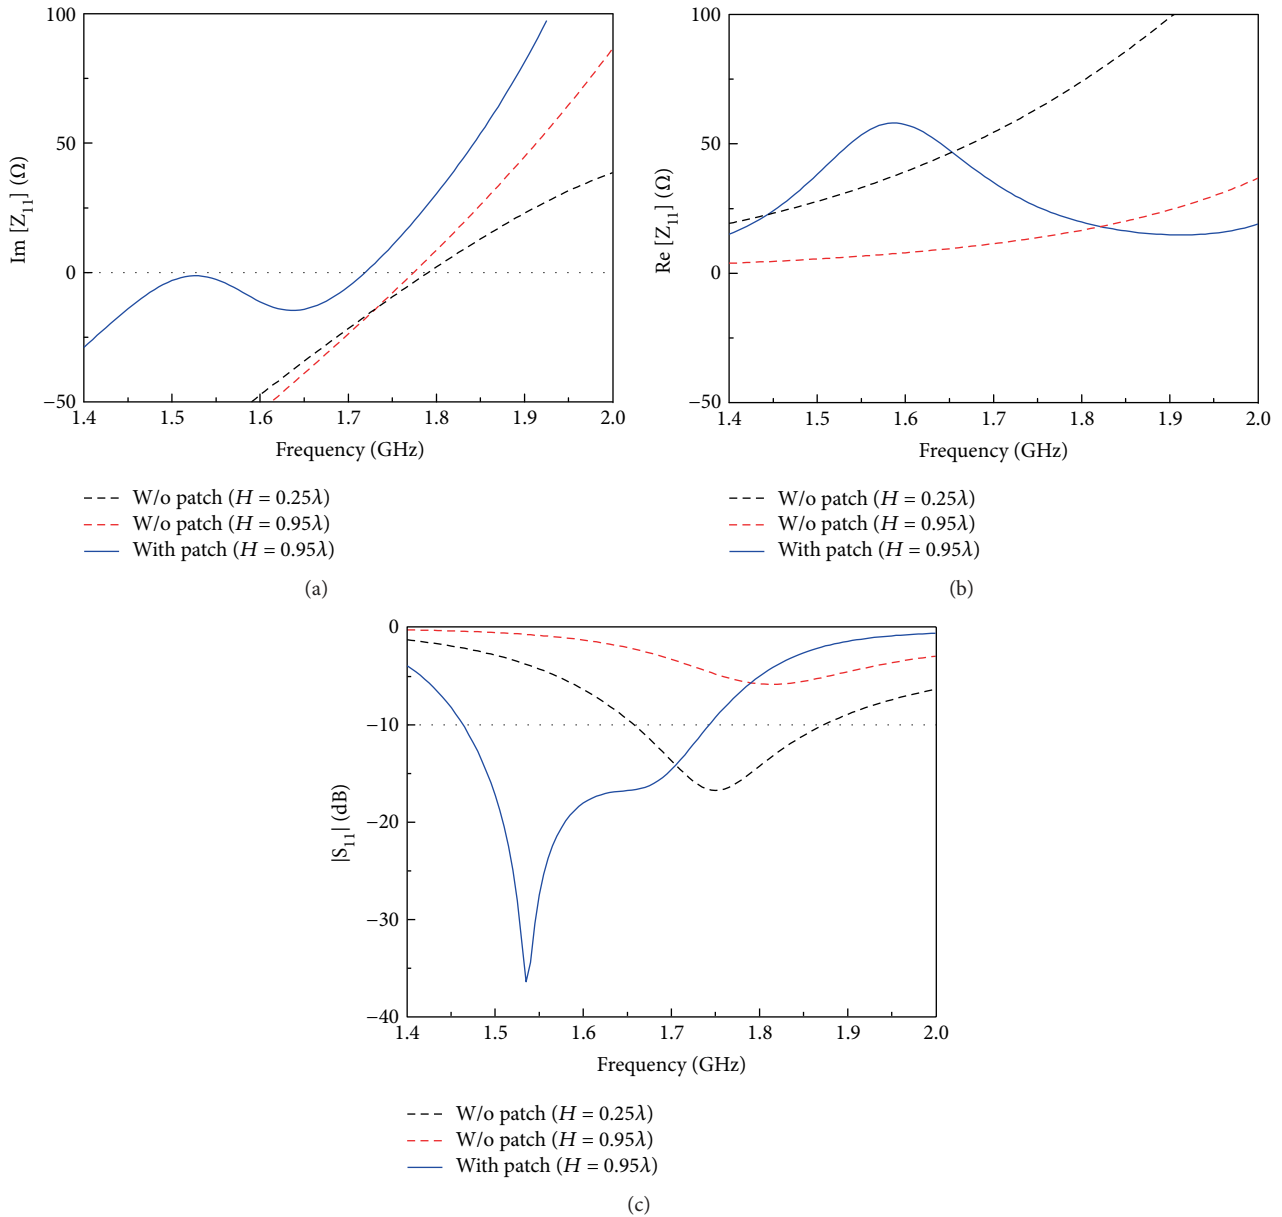 100
50
0
−50
Im [Z11] (Ω)
1.4 1.5 1.6 1.7 1.8 1.9 2.0
Frequency (GHz)
W/o patch (H = 0.25λ)
W/o patch (H = 0.95λ)
With patch (H = 0.95λ)
(a)
100
50
0
−50
Re [Z11] (Ω)
1.4 1.5 1.6 1.7 1.8 1.9 2.0
Frequency (GHz)
W/o patch (H = 0.25λ)
W/o patch (H = 0.95λ)
With patch (H = 0.95λ)
(b)
0
−10
−20
−30
−40
|S11| (dB)
1.4 1.5 1.6 1.7 1.8 1.9 2.0
Frequency (GHz)
W/o patch (H = 0.25λ)
W/o patch (H = 0.95λ)
With patch (H = 0.95λ)
(c)